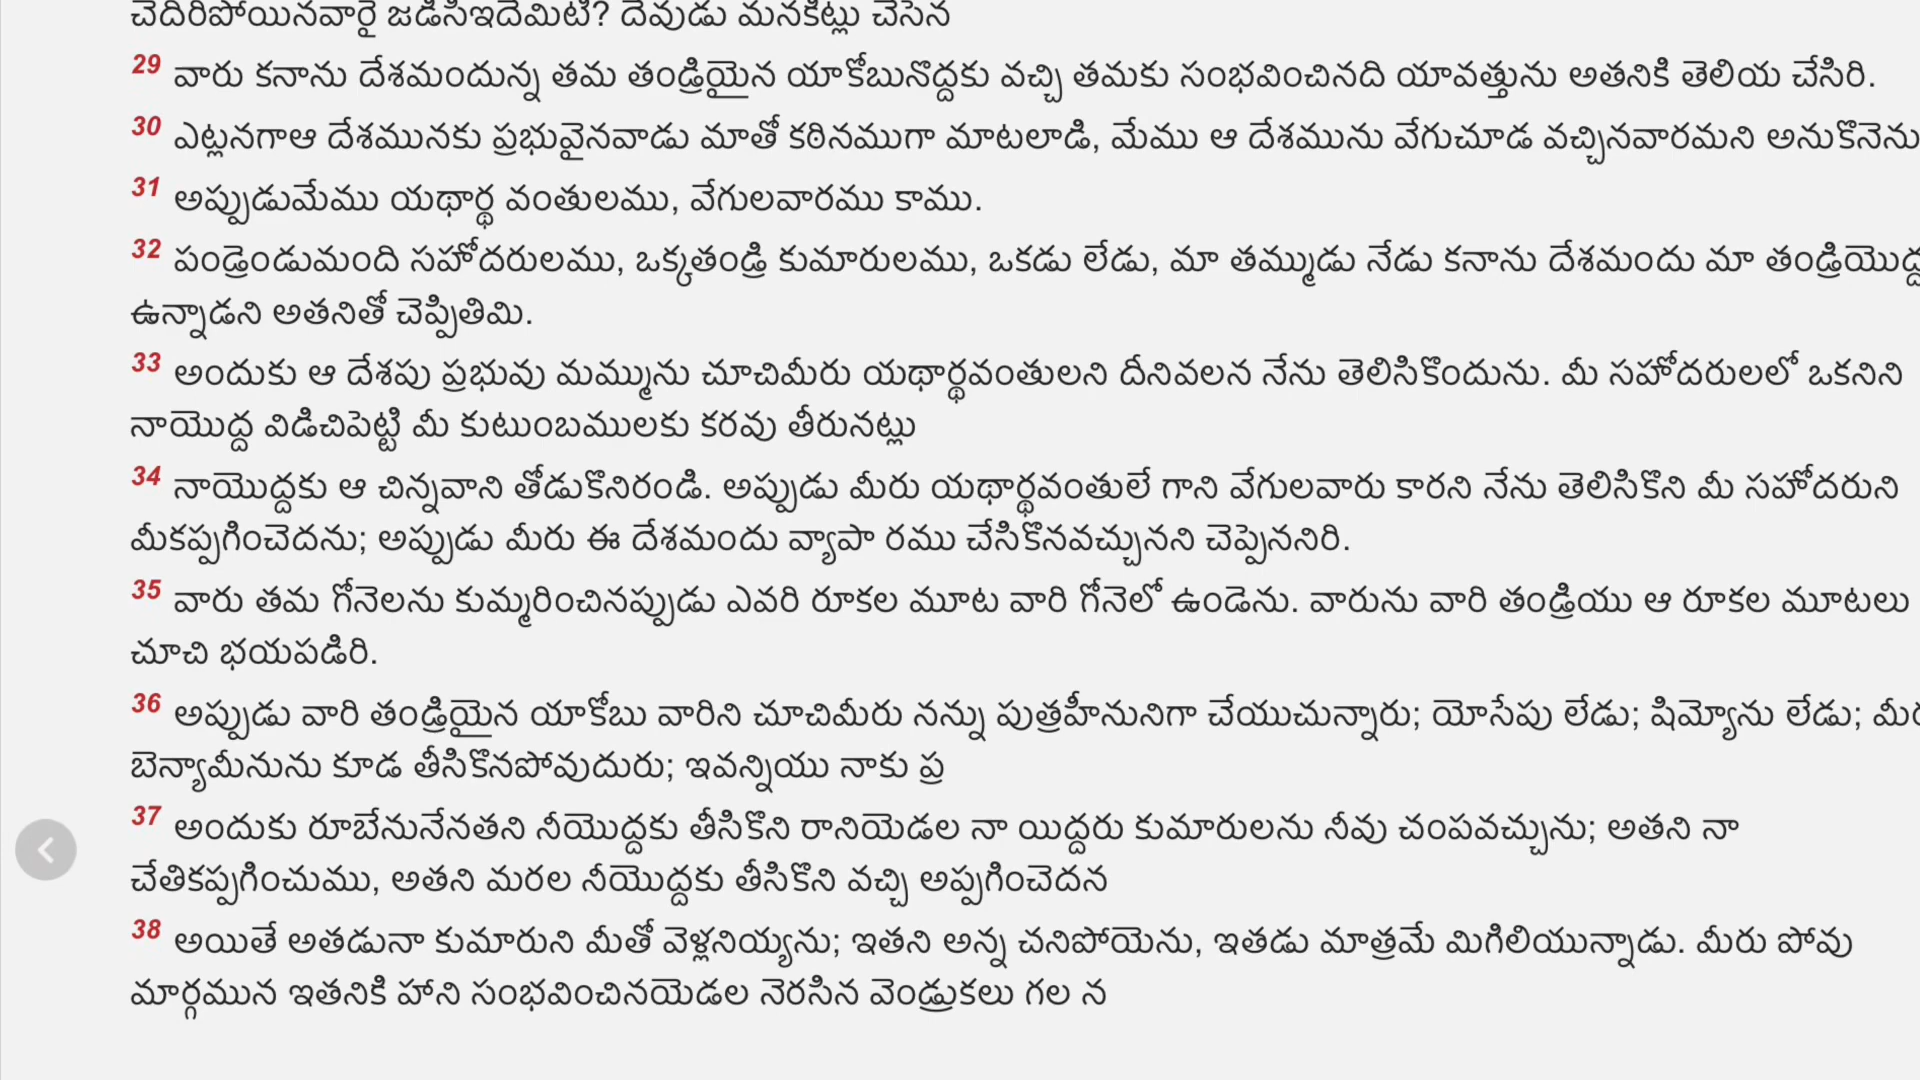 చెదిరిపోయినవారై జడిసిఇదేమిటి? దేవుడు మనకిట్లు చేసెన
29 వారు కనాను దేశమందున్న తమ తండ్రియైన యాకోబునొద్దకు వచ్చి తమకు సంభవించినది యావత్తును అతనికి తెలియ చేసిరి.
30 ఎట్లనగాఆ దేశమునకు ప్రభువైనవాడు మాతో కఠినముగా మాటలాడి, మేము ఆ దేశమును వేగుచూడ వచ్చినవారమని అనుకొనెను
31 అప్పుడుమేము యథార్థ వంతులము, వేగులవారము కాము.
32 పండ్రెండుమంది సహోదరులము, ఒక్కతండ్రి కుమారులము, ఒకడు లేడు, మా తమ్ముడు నేడు కనాను దేశమందు మా తండ్రియొద్ద
ఉన్నాడని అతనితో చెప్పితిమి.
33 అందుకు ఆ దేశపు ప్రభువు మమ్మును చూచిమీరు యథార్థవంతులని దీనివలన నేను తెలిసికొందును. మీ సహోదరులలో ఒకనిని
నాయొద్ద విడిచిపెట్టి మీ కుటుంబములకు కరవు తీరునట్లు
34 నాయొద్దకు ఆ చిన్నవాని తోడుకొనిరండి. అప్పుడు మీరు యథార్థవంతులే గాని వేగులవారు కారని నేను తెలిసికొని మీ సహోదరుని
మీకప్పగించెదను; అప్పుడు మీరు ఈ దేశమందు వ్యాపా రము చేసికొనవచ్చునని చెప్పెననిరి.
35 వారు తమ గోనెలను కుమ్మరించినప్పుడు ఎవరి రూకల మూట వారి గోనెలో ఉండెను. వారును వారి తండ్రియు ఆ రూకల మూటలు
చూచి భయపడిరి.
36 అప్పుడు వారి తండ్రియైన యాకోబు వారిని చూచిమీరు నన్ను పుత్రహీనునిగా చేయుచున్నారు; యోసేపు లేడు; షిమ్యోను లేడు;
బెన్యామీనును కూడ తీసికొనపోవుదురు; ఇవన్నియు నాకు ప్ర
37 అందుకు రూబేనునేనతని నీయొద్దకు తీసికొని రానియెడల నా యిద్దరు కుమారులను నీవు చంపవచ్చును; అతని నా
చేతికప్పగించుము, అతని మరల నీయొద్దకు తీసికొని వచ్చి అప్పగించెదన
38 అయితే అతడునా కుమారుని మీతో వెళ్లనియ్యను; ఇతని అన్న చనిపోయెను, ఇతడు మాత్రమే మిగిలియున్నాడు. మీరు పోవు
మార్గమున ఇతనికి హాని సంభవించినయెడల నెరసిన వెండ్రుకలు గల న